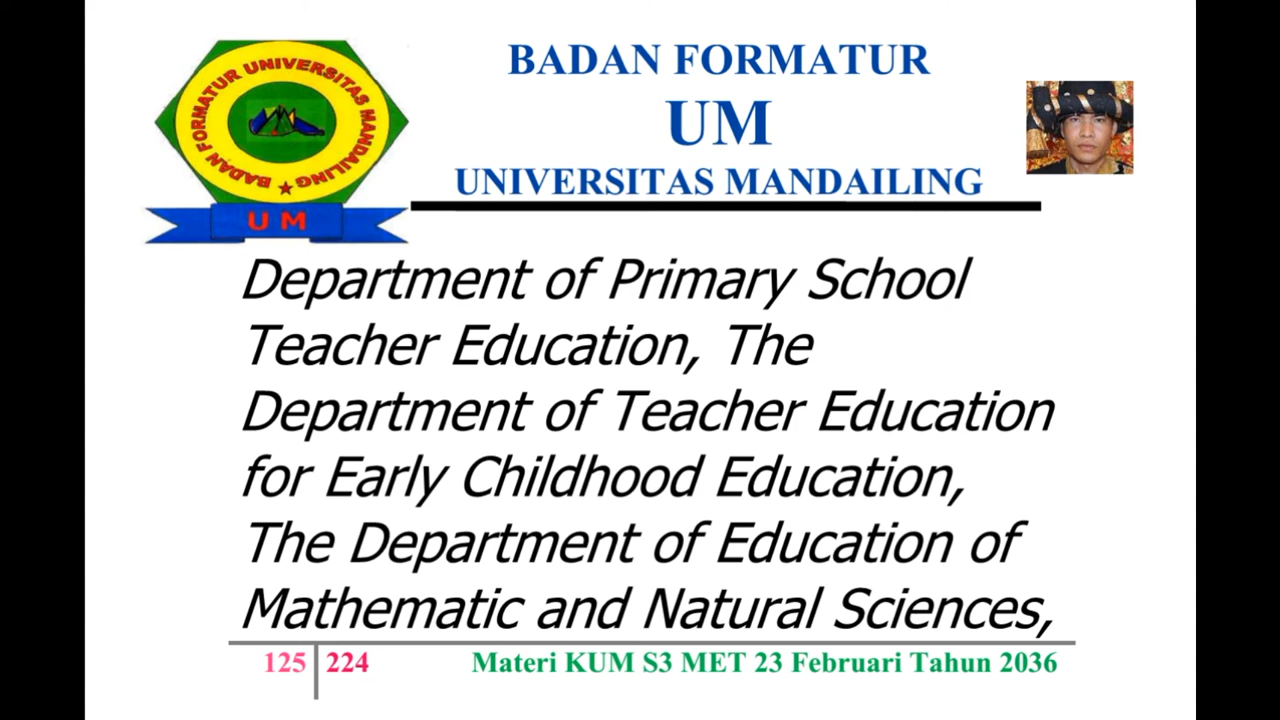 BADAN FORMATUR UNIVERSITAS MANDAILING
U M
BADAN FORMATUR
UM
UNIVERSITAS MANDAILING
Department of Primary School
Teacher Education, The
Department of Teacher Education
for Early Childhood Education,
The Department of Education of
Mathematic and Natural Sciences,
125 224 Materi KUM S3 MET 23 Februari Tahun 2036